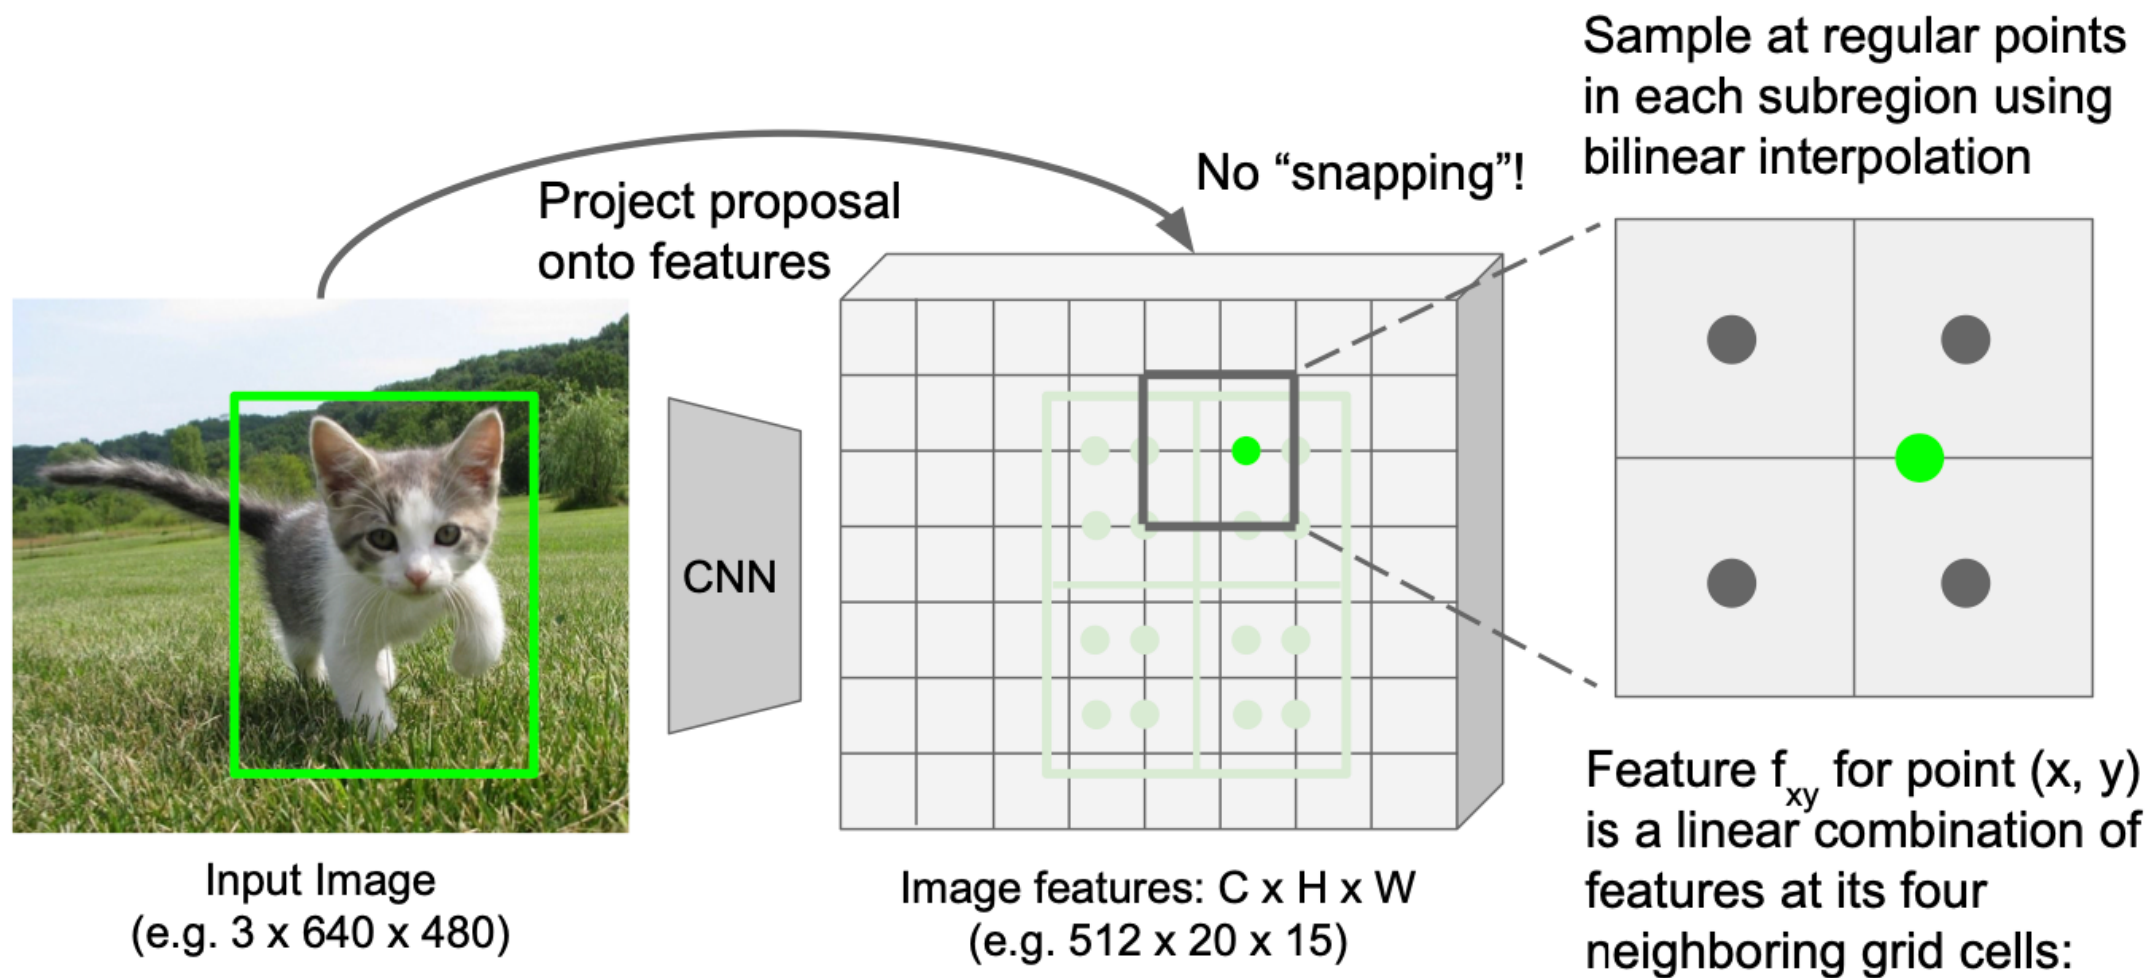 Sample at regular points
in each subregion using
bilinear interpolation
No “snapping”!
Project proposal
onto features
CNN
Input Image
(e.g. 3 x 640 x 480)
Image features: C x H x W
(e.g. 512 x 20 x 15)
Feature fxy for point (x, y)
is a linear combination of
features at its four
neighboring grid cells: